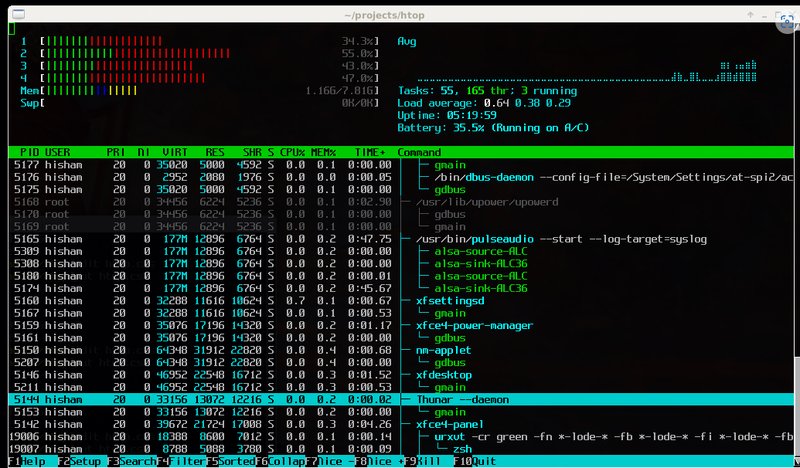 ~/projects/htop
1 [||||||||||||||||||||||| 34.3%]
2 [||||||||||||||||||||||||||||||||||||| 55.0%]
3 [||||||||||||||||||||||||||||| 43.0%]
4 [|||||||||||||||||||||||||||||||| 47.0%]
Mem[|||||||||||||||||| 1.16G/7.81G]
Swp[ 0K/0K]
Avg
Tasks: 55, 165 thr; 3 running
Load average: 0.64 0.38 0.29
Uptime: 05:19:59
Battery: 35.5% (Running on A/C)
PID USER PRI NI VIRT RES SHR S CPU% MEM% TIME+ Command
5177 hisham 20 0 35020 5000 4592 S 0.0 0.1 0:00.00 ├─ gmain
5176 hisham 20 0 2952 2080 1976 S 0.0 0.0 0:00.05 ├─ /bin/dbus-daemon --config-file=/System/Settings/at-spi2/ac
5175 hisham 20 0 35020 5000 4592 S 0.0 0.1 0:00.00 └─ gdbus
5168 root 20 0 34456 6224 5236 S 0.0 0.1 0:02.90 ├─ /usr/lib/upower/upowerd
5170 root 20 0 34456 6224 5236 S 0.0 0.1 0:00.00 │ ├─ gdbus
5169 root 20 0 34456 6224 5236 S 0.0 0.1 0:00.00 │ └─ gmain
5165 hisham 20 0 177M 12896 6764 S 0.0 0.2 0:47.75 ├─ /usr/bin/pulseaudio --start --log-target=syslog
5309 hisham 20 0 177M 12896 6764 S 0.0 0.2 0:00.00 │ ├─ alsa-source-ALC
5308 hisham 20 0 177M 12896 6764 S 0.0 0.2 0:00.00 │ ├─ alsa-sink-ALC36
5180 hisham 20 0 177M 12896 6764 S 0.0 0.2 0:00.01 │ ├─ alsa-source-ALC
5174 hisham 20 0 177M 12896 6764 S 0.0 0.2 0:45.67 │ └─ alsa-sink-ALC36
5160 hisham 20 0 32288 11616 10624 S 0.7 0.1 0:00.67 ├─ xfsettingsd
5167 hisham 20 0 32288 11616 10624 S 0.0 0.1 0:00.53 │ └─ gmain
5159 hisham 20 0 35076 17196 14320 S 0.0 0.2 0:01.17 ├─ xfce4-power-manager
5161 hisham 20 0 35076 17196 14320 S 0.0 0.2 0:00.00 │ └─ gdbus
5150 hisham 20 0 64348 31912 22820 S 0.0 0.4 0:00.68 ├─ nm-applet
5207 hisham 20 0 64348 31912 22820 S 0.0 0.4 0:00.00 │ └─ gdbus
5146 hisham 20 0 46952 22548 16712 S 0.0 0.3 0:01.52 ├─ xfdesktop
5211 hisham 20 0 46952 22548 16712 S 0.0 0.3 0:00.53 │ └─ gmain
5144 hisham 20 0 33156 13072 12216 S 0.0 0.2 0:00.02 ├─ Thunar --daemon
5153 hisham 20 0 33156 13072 12216 S 0.0 0.2 0:00.00 │ └─ gmain
5142 hisham 20 0 39672 21724 17008 S 0.0 0.3 0:04.26 ├─ xfce4-panel
19006 hisham 20 0 18388 8600 7012 S 0.0 0.1 0:00.14 │ ├─ urxvt -cr green -fn *-lode-* -fb *-lode-* -fi *-lode-* -fb
19007 hisham 20 0 8788 5088 3780 S 0.0 0.1 0:00.09 │ │ └─ zsh
F1Help F2Setup F3SearchF4FilterF5SortedF6CollapF7Nice -F8Nice +F9Kill F10Quit